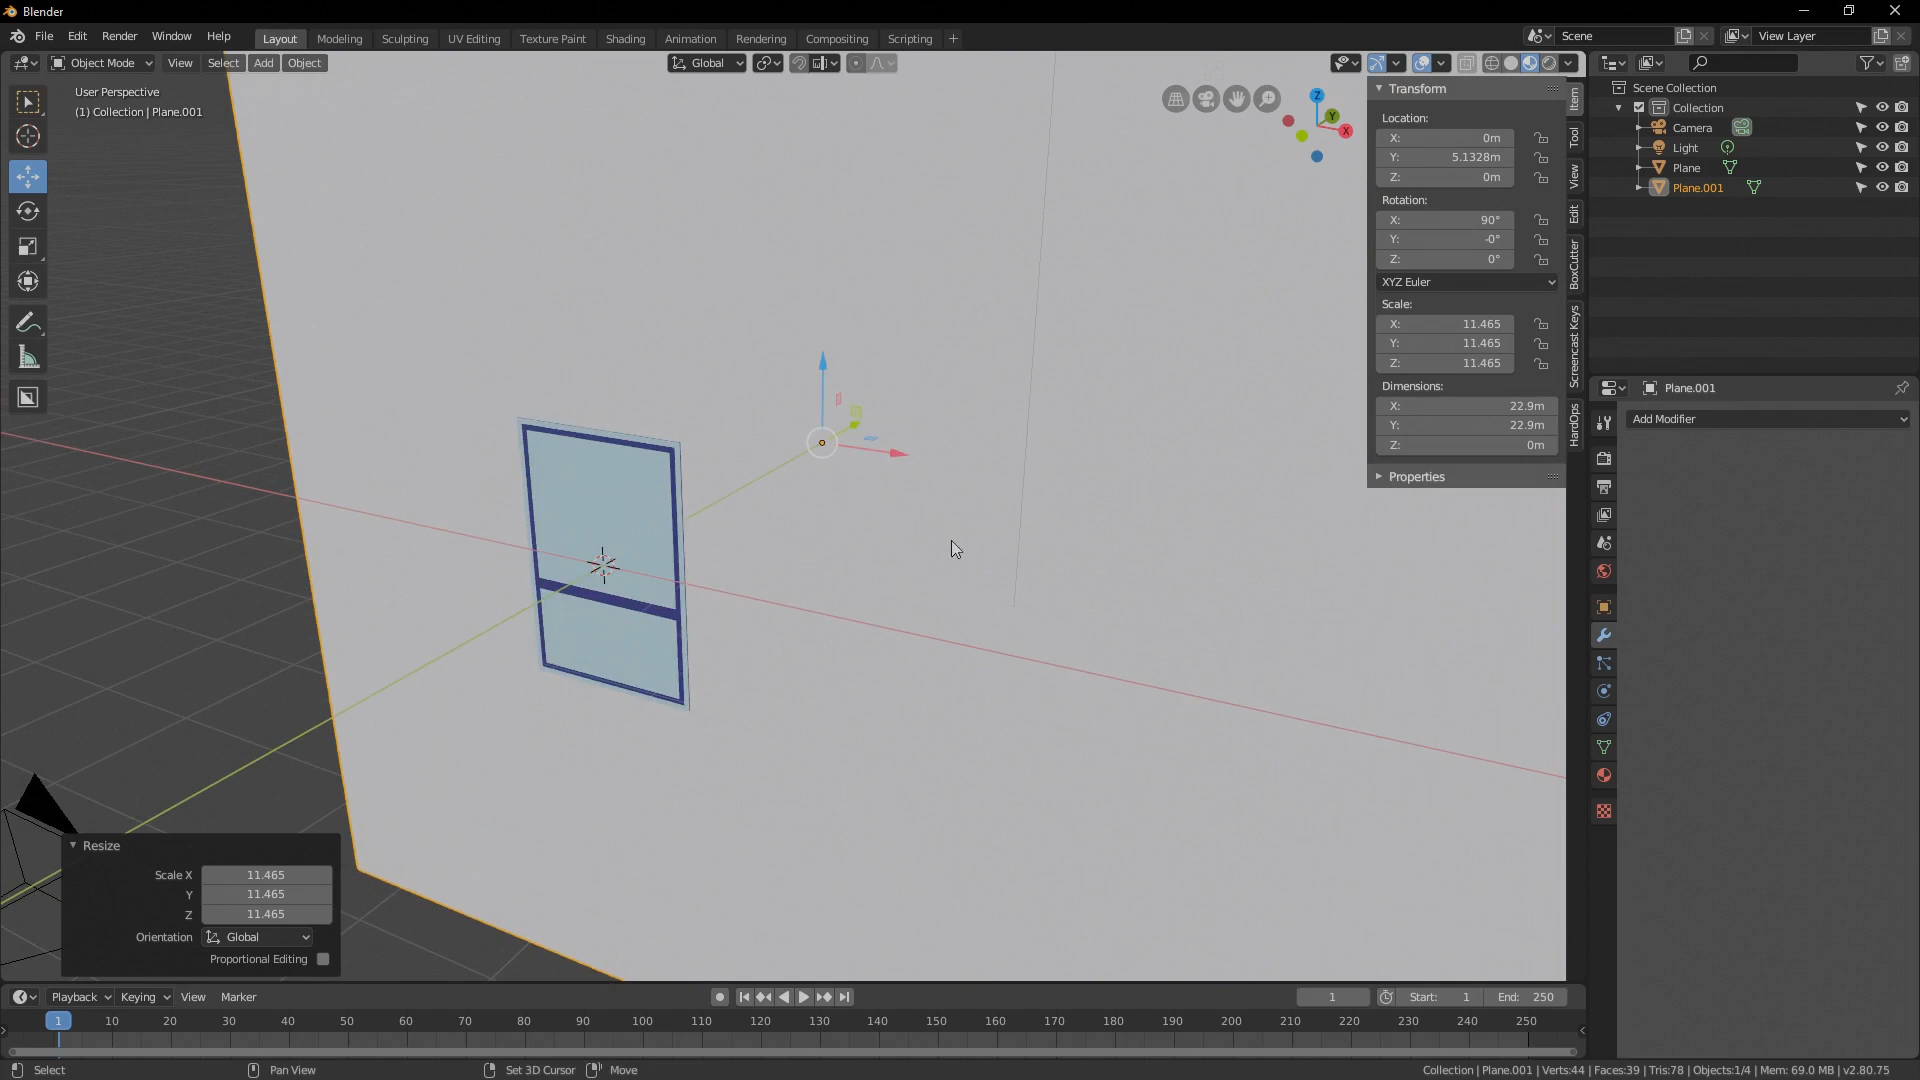 Blender
File Edit Render Window Help
Layout Modeling Sculpting UV Editing Texture Paint Shading Animation Rendering Compositing Scripting +
Scene
View Layer
Object Mode View Select Add Object
Global
User Perspective
(1) Collection | Plane.001
Z
Y
X
Transform
Location:
X: 0m
Y: 5.1328m
Z: 0m
Rotation:
X: 90°
Y: -0°
Z: 0°
XYZ Euler
Scale:
X: 11.465
Y: 11.465
Z: 11.465
Dimensions:
X: 22.9m
Y: 22.9m
Z: 0m
Properties
Item
Tool
View
Edit
BoxCutter
Screencast Keys
HardOps
Scene Collection
Collection
Camera
Light
Plane
Plane.001
Plane.001
Add Modifier
Resize
Scale X 11.465
Y 11.465
Z 11.465
Orientation Global
Proportional Editing
Playback Keying View Marker
1 Start: 1 End: 250
1 10 20 30 40 50 60 70 80 90 100 110 120 130 140 150 160 170 180 190 200 210 220 230 240 250
Select Pan View Set 3D Cursor Move
Collection | Plane.001 | Verts:44 | Faces:39 | Tris:78 | Objects:1/4 | Mem: 69.0 MB | v2.80.75